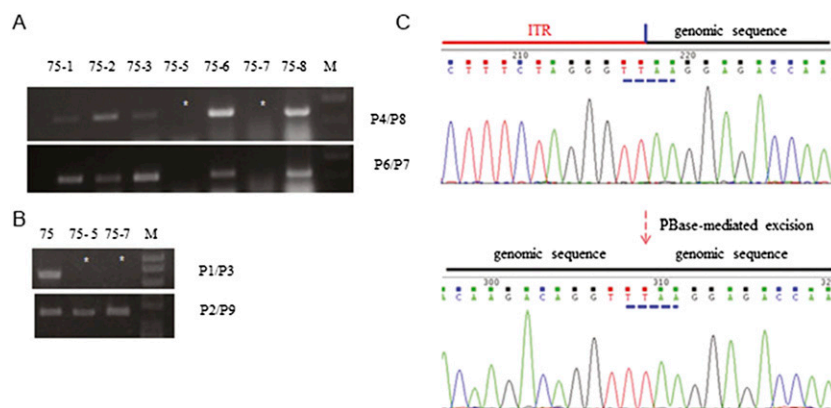 A
75-1 75-2 75-3 75-5 75-6 75-7 75-8 M
* *
P4/P8
P6/P7
B
75 75-5 75-7 M
* *
P1/P3
P2/P9
C
ITR genomic sequence
210 220
C T T T C T A G G G T T A A G G A G A C C A A
PBase-mediated excision
genomic sequence genomic sequence
300 310 32
A C A A G A C A G G T T T A A G G A G A C C A A